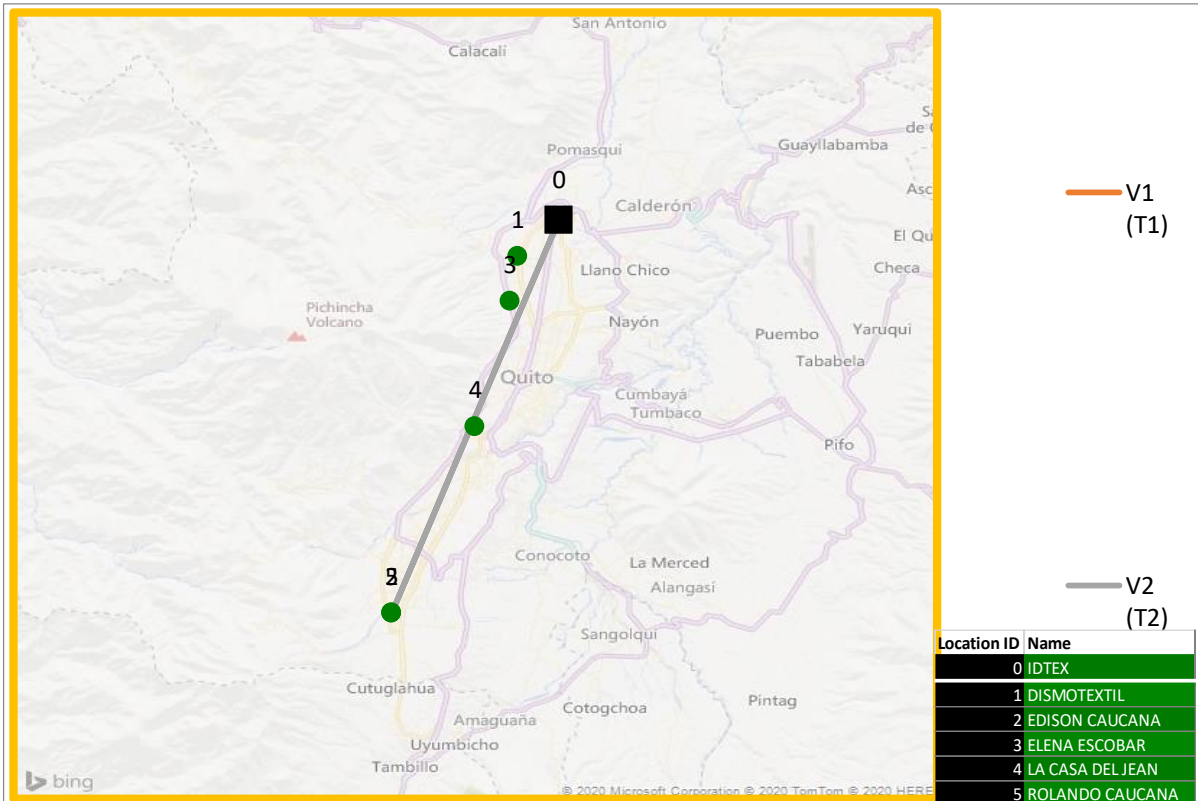 San Antonio
Calacalí
Guayllabamba
Pomasqui
0
Calderón
1
3
Llano Chico
Checa
Pichincha
Volcano
Nayón
Puembo
Yaruqui
Tababela
Quito
4
Cumbayá
Tumbaco
Pifo
Conocoto
La Merced
Alangasí
Sangolqui
Cutuglahua
Cotogchoa
Pintag
Amaguaña
Uyumbicho
Tambillo
bing
© 2020 Microsoft Corporation © 2020 TomTom © 2020 HERE
V1
(T1)
V2
(T2)
Location ID Name
0 IDTEX
1 DISMOTEXTIL
2 EDISON CAUCANA
3 ELENA ESCOBAR
4 LA CASA DEL JEAN
5 ROLANDO CAUCANA